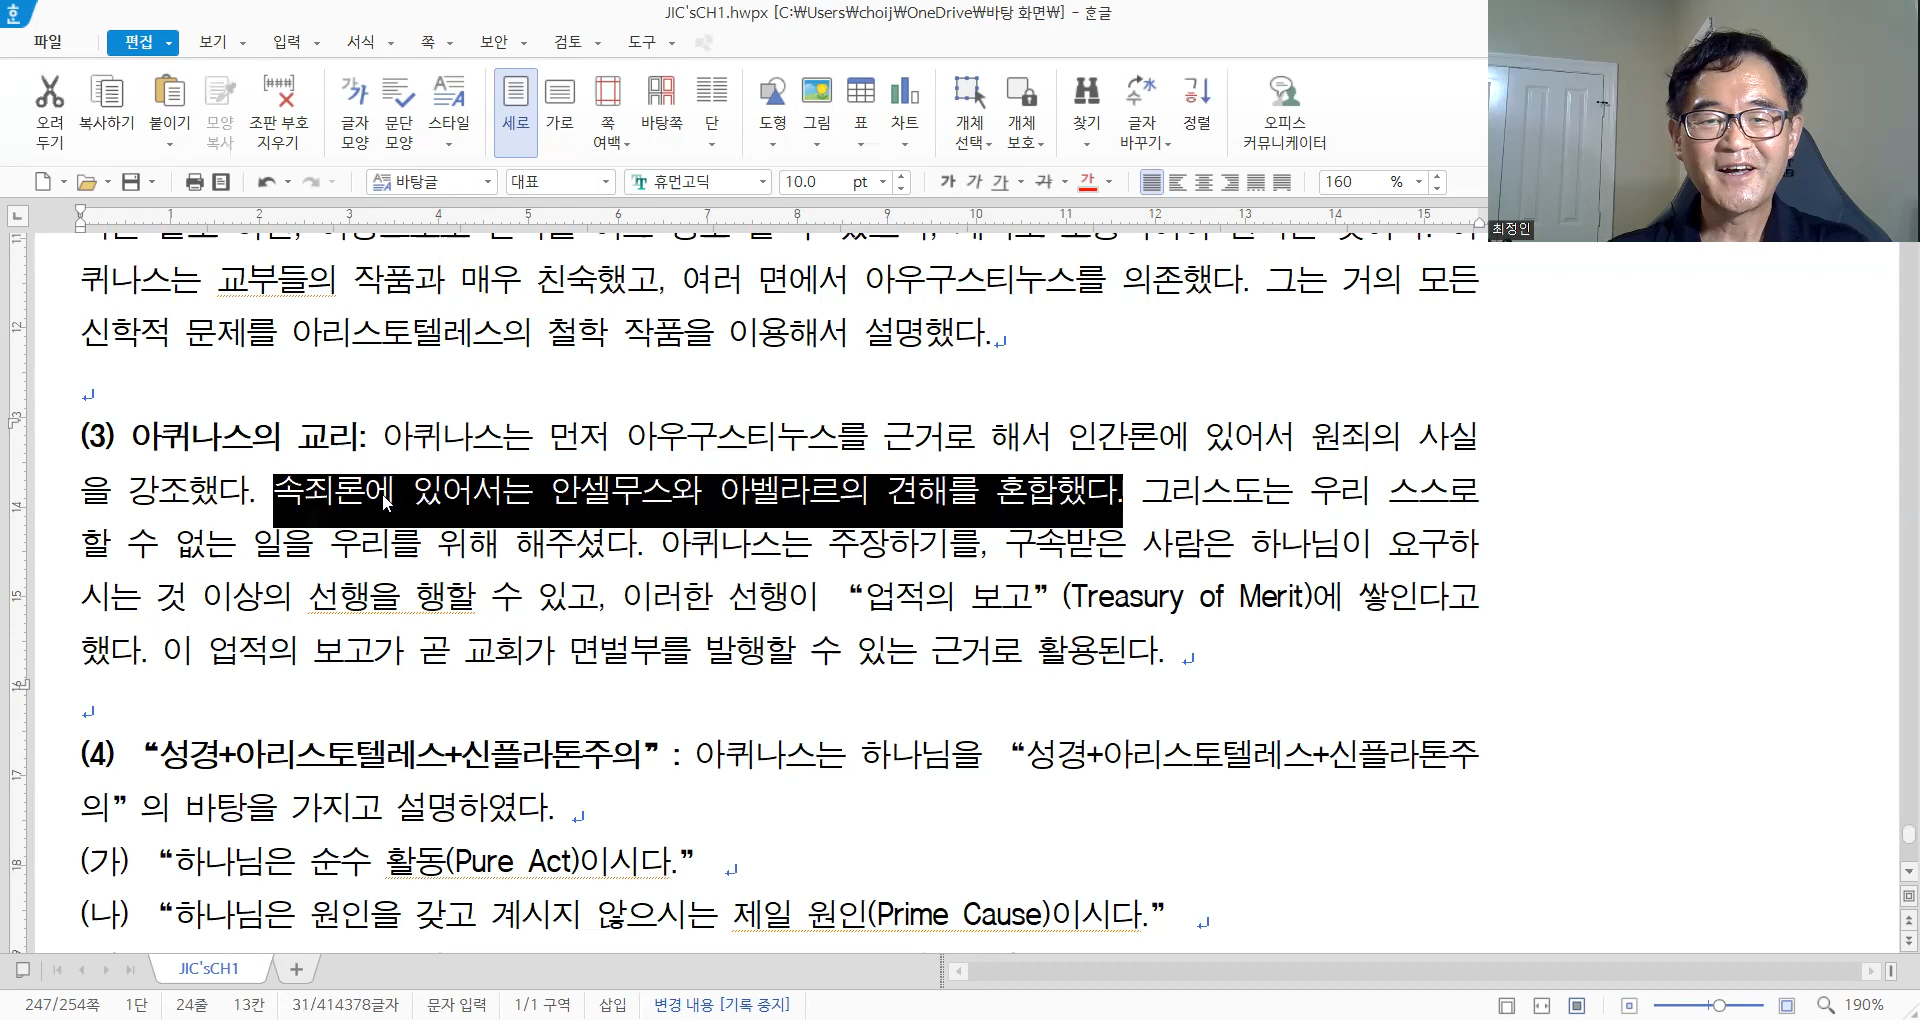 JIC'sCH1.hwpx [C:₩Users₩choij₩OneDrive₩바탕 화면₩] - 훈글
파일 편집 보기 입력 서식 쪽 보안 검토 도구
오려 두기 복사하기 붙이기 모양 복사 조판 부호 지우기 글자 모양 문단 모양 스타일 세로 가로 쪽 여백 바탕쪽 단 도형 그림 표 차트 개체 선택 개체 보호 찾기 글자 바꾸기 정렬 오피스 커뮤니케이터
바탕글 대표 휴먼고딕 10.0 pt 가 가 가 가 가 160 %
최정인
1 2 3 4 5 6 7 8 9 10 11 12 13 14 15
퀴나스는 교부들의 작품과 매우 친숙했고, 여러 면에서 아우구스티누스를 의존했다. 그는 거의 모든
신학적 문제를 아리스토텔레스의 철학 작품을 이용해서 설명했다.
(3) 아퀴나스의 교리: 아퀴나스는 먼저 아우구스티누스를 근거로 해서 인간론에 있어서 원죄의 사실
을 강조했다. 속죄론에 있어서는 안셀무스와 아벨라르의 견해를 혼합했다. 그리스도는 우리 스스로
할 수 없는 일을 우리를 위해 해주셨다. 아퀴나스는 주장하기를, 구속받은 사람은 하나님이 요구하
시는 것 이상의 선행을 행할 수 있고, 이러한 선행이 “업적의 보고” (Treasury of Merit)에 쌓인다고
했다. 이 업적의 보고가 곧 교회가 면벌부를 발행할 수 있는 근거로 활용된다.
(4) “성경+아리스토텔레스+신플라톤주의” : 아퀴나스는 하나님을 “성경+아리스토텔레스+신플라톤주
의” 의 바탕을 가지고 설명하였다.
(가) “하나님은 순수 활동(Pure Act)이시다.”
(나) “하나님은 원인을 갖고 계시지 않으시는 제일 원인(Prime Cause)이시다.”
JIC'sCH1
247/254쪽 1단 24줄 13칸 31/414378글자 문자 입력 1/1 구역 삽입 변경 내용 [기록 중지] 190%